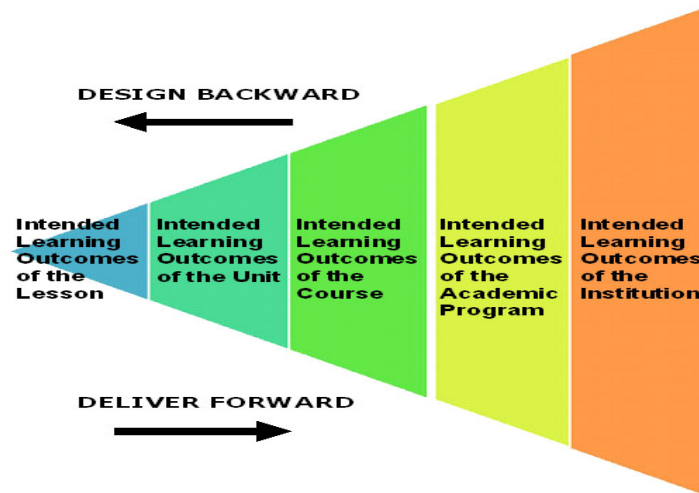 DESIGN BACKWARD
Intended
Learning
Outcomes
of the
Lesson
Intended
Learning
Outcomes
of the Unit
Intended
Learning
Outcomes
of the
Course
Intended
Learning
Outcomes
of the
Academic
Program
Intended
Learning
Outcomes
of the
Institution
DELIVER FORWARD